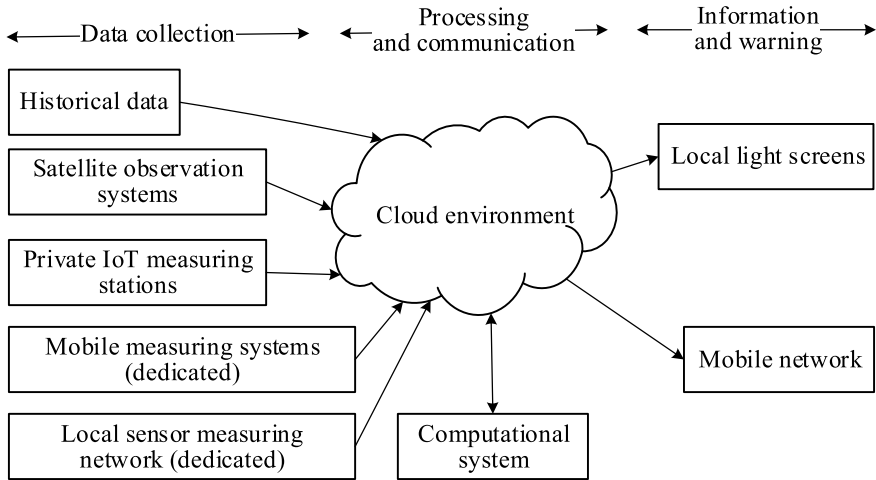 Data collection
Processing
and communication
Information
and warning
Historical data
Satellite observation
systems
Private IoT measuring
stations
Mobile measuring systems
(dedicated)
Local sensor measuring
network (dedicated)
Cloud environment
Computational
system
Local light screens
Mobile network